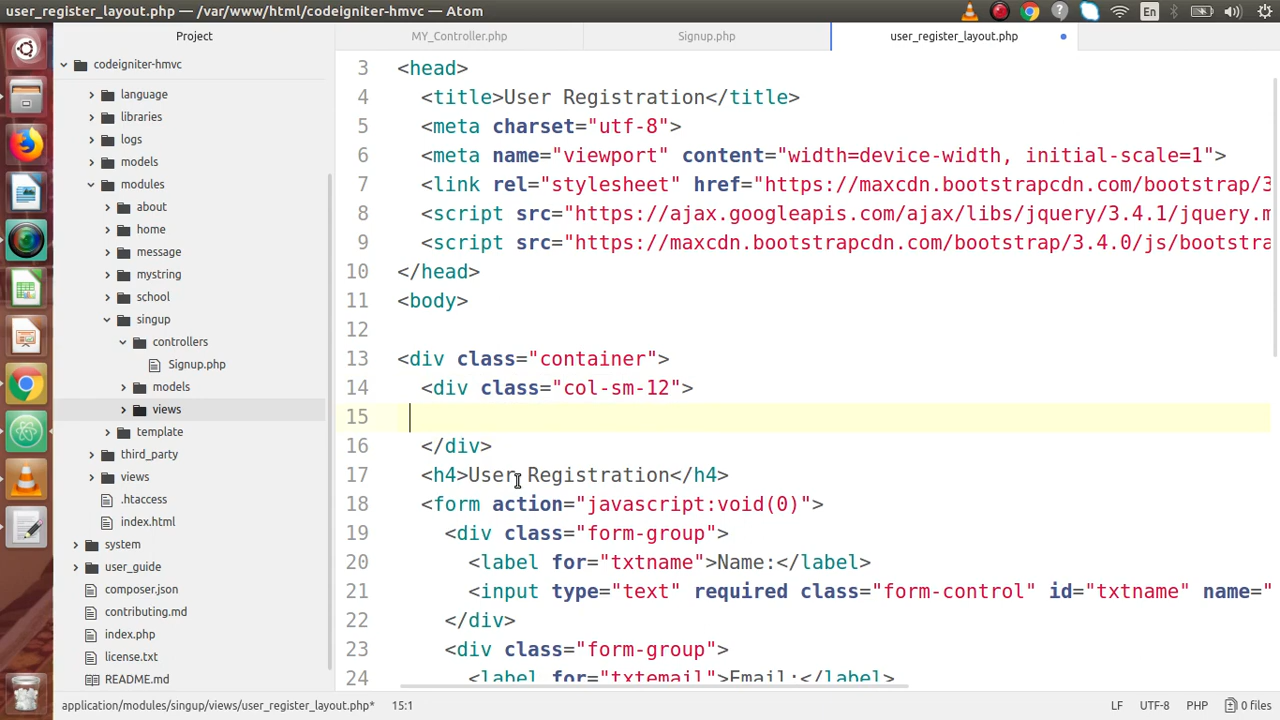 user_register_layout.php — /var/www/html/codeigniter-hmvc — Atom
En
Project
MY_Controller.php
Signup.php
user_register_layout.php
codeigniter-hmvc
language
libraries
logs
models
modules
about
home
message
mystring
school
singup
controllers
Signup.php
models
views
template
third_party
views
.htaccess
index.html
system
user_guide
composer.json
contributing.md
index.php
license.txt
README.md
3 <head>
4 <title>User Registration</title>
5 <meta charset="utf-8">
6 <meta name="viewport" content="width=device-width, initial-scale=1">
7 <link rel="stylesheet" href="https://maxcdn.bootstrapcdn.com/bootstrap/3
8 <script src="https://ajax.googleapis.com/ajax/libs/jquery/3.4.1/jquery.m
9 <script src="https://maxcdn.bootstrapcdn.com/bootstrap/3.4.0/js/bootstra
10 </head>
11 <body>
12
13 <div class="container">
14 <div class="col-sm-12">
15
16 </div>
17 <h4>User Registration</h4>
18 <form action="javascript:void(0)">
19 <div class="form-group">
20 <label for="txtname">Name:</label>
21 <input type="text" required class="form-control" id="txtname" name="
22 </div>
23 <div class="form-group">
24 <label for="txtemail">Email:</label>
application/modules/singup/views/user_register_layout.php* 15:1
LF UTF-8 PHP 0 files